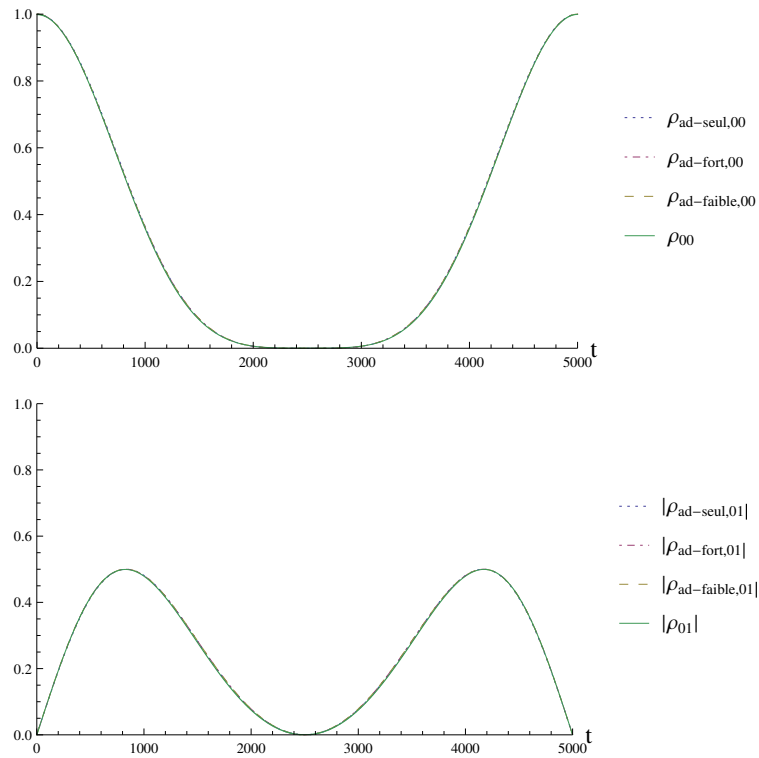 1.0
0.8
0.6
0.4
0.2
0.0
0 1000 2000 3000 4000 5000 t
ρad−seul,00
ρad−fort,00
ρad−faible,00
ρ00
1.0
0.8
0.6
0.4
0.2
0.0
0 1000 2000 3000 4000 5000 t
|ρad−seul,01|
|ρad−fort,01|
|ρad−faible,01|
|ρ01|